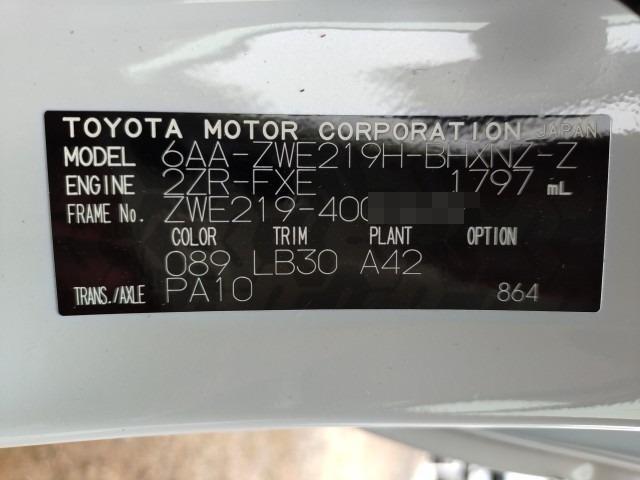 TOYOTA MOTOR CORPORATION JAPAN
MODEL 6AA-ZWE219H-BHXNZ-Z
ENGINE 2ZR-FXE 1797 mL
FRAME No. ZWE219-400
COLOR TRIM PLANT OPTION
089 LB30 A42
TRANS./AXLE PA10 864